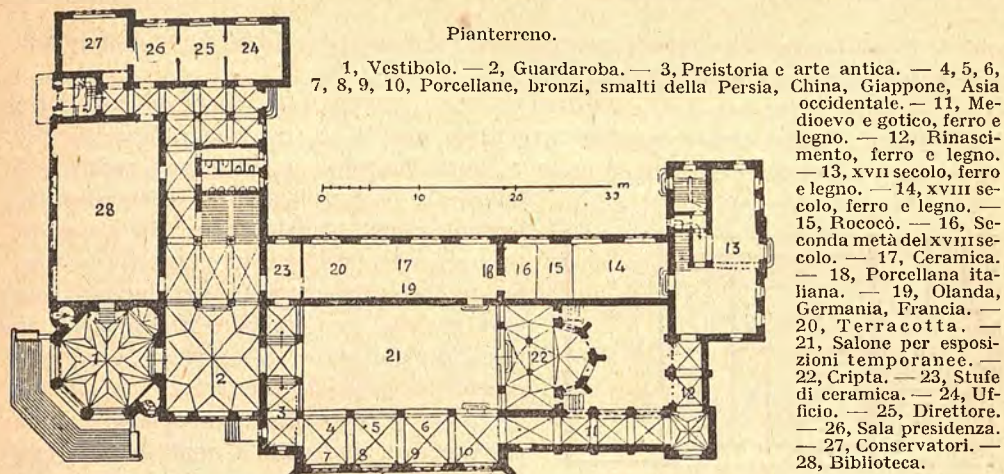 Pianterreno.
1, Vestibolo. — 2, Guardaroba. — 3, Preistoria e arte antica. — 4, 5, 6,
7, 8, 9, 10, Porcellane, bronzi, smalti della Persia, China, Giappone, Asia
occidentale. — 11, Me-
dioevo e gotico, ferro e
legno. — 12, Rinasci-
mento, ferro e legno.
— 13, XVII secolo, ferro
e legno. — 14, XVIII se-
colo, ferro e legno. —
15, Rococò. — 16, Se-
conda metà del XVIII se-
colo. — 17, Ceramica.
— 18, Porcellana ita-
liana. — 19, Olanda,
Germania, Francia. —
20, Terracotta. —
21, Salone per esposi-
zioni temporanee. —
22, Cripta. — 23, Stufe
di ceramica. — 24, Uf-
ficio. — 25, Direttore.
— 26, Sala presidenza.
— 27, Conservatori. —
28, Biblioteca.
27 26 25 24
0 10 20 30 m
28
13
23 20 17 18 16 15 14
19
21 22
1 2
3 12
4 5 6 11
7 8 9 10